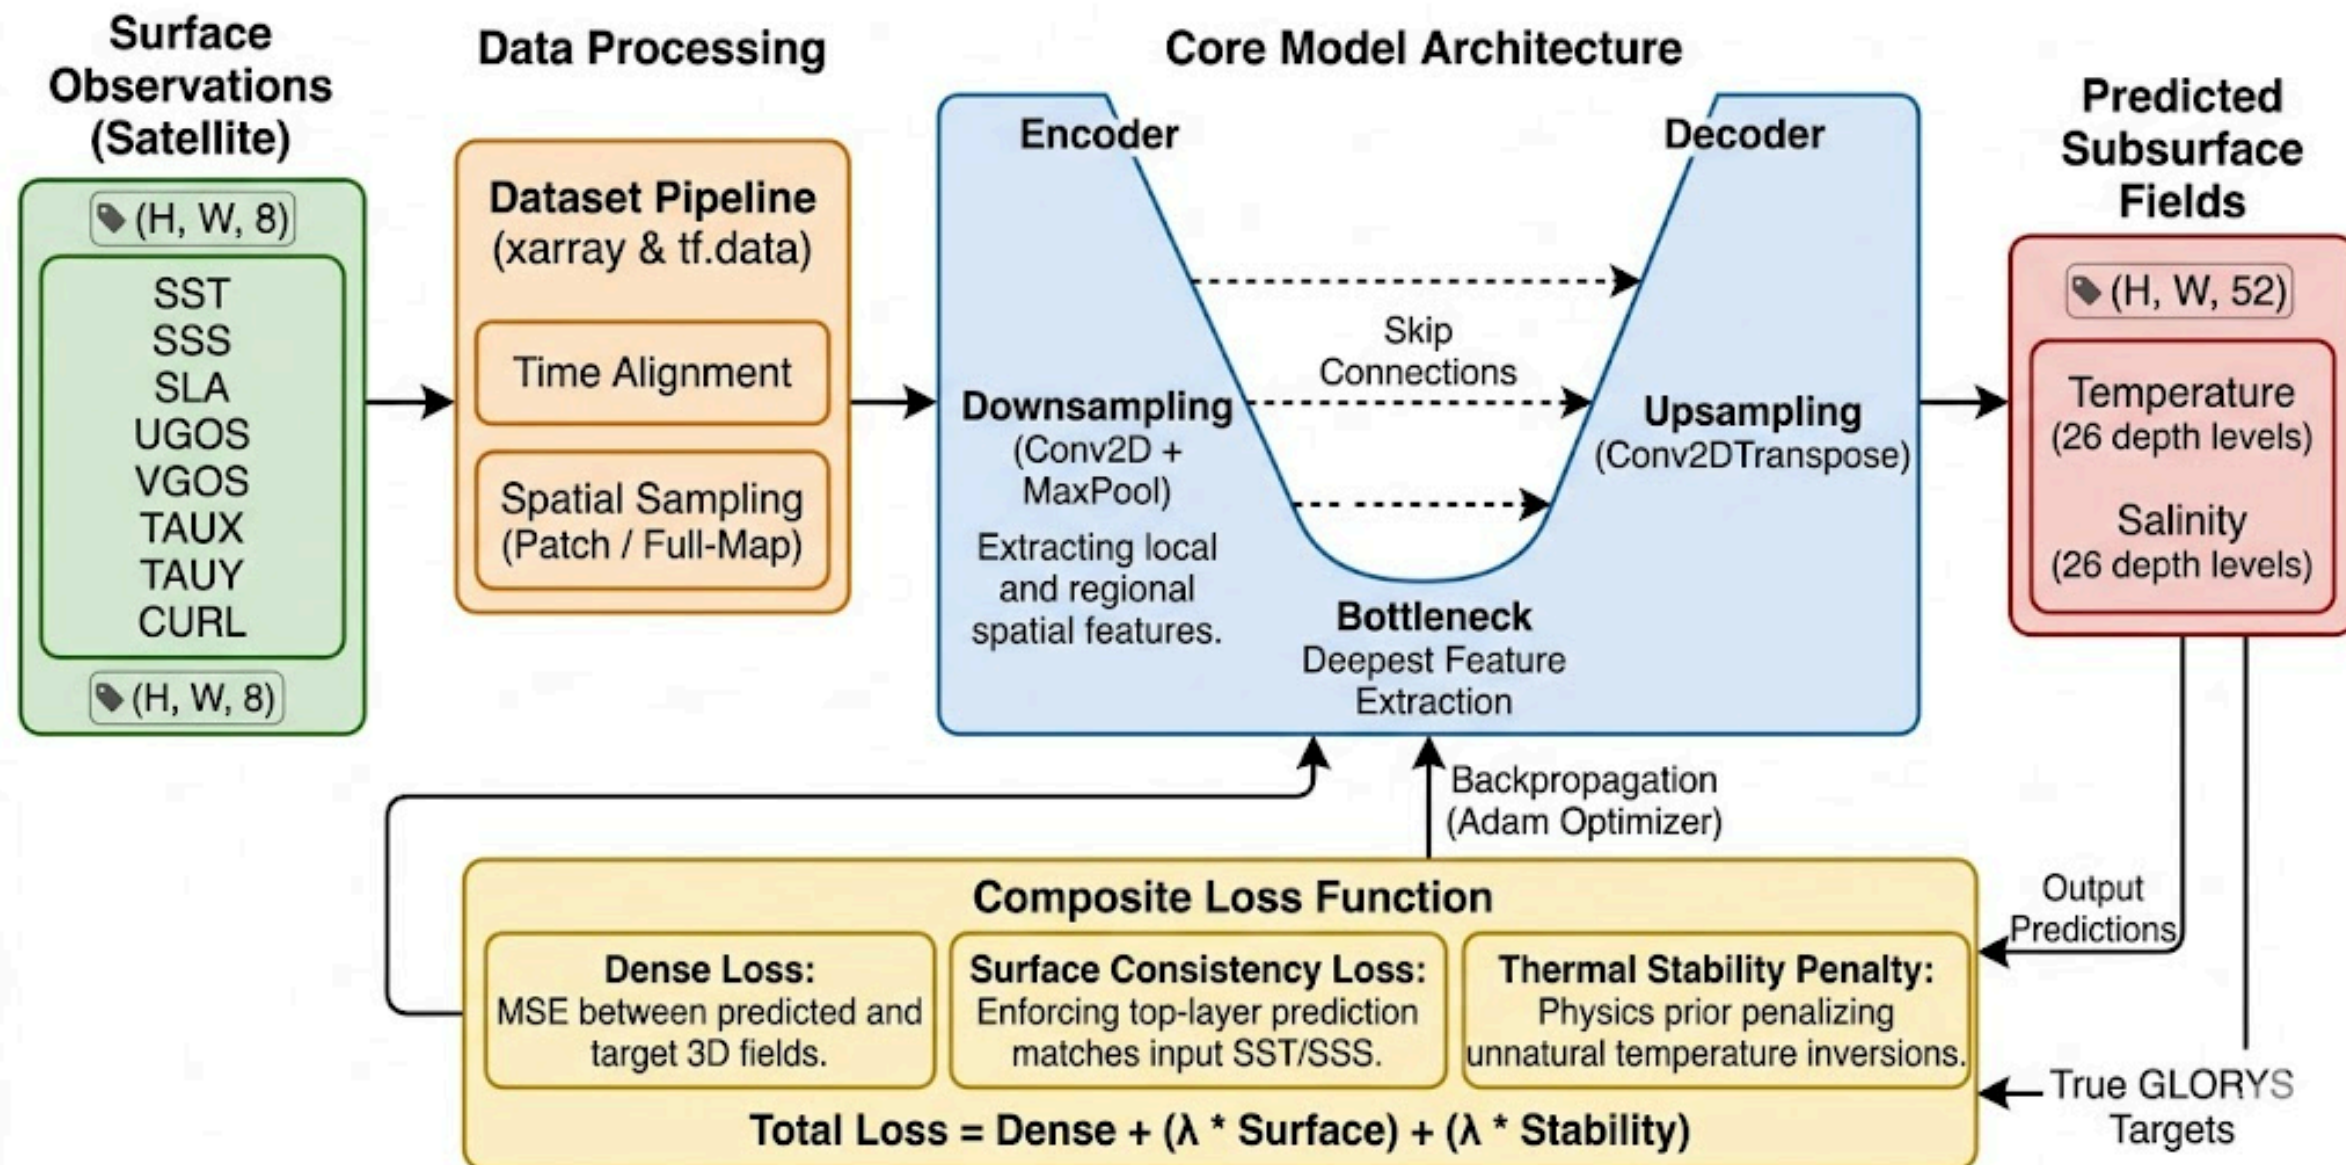 Surface
Observations
(Satellite)
(H, W, 8)
SST
SSS
SLA
UGOS
VGOS
TAUX
TAUY
CURL
(H, W, 8)
Data Processing
Dataset Pipeline
(xarray & tf.data)
Time Alignment
Spatial Sampling
(Patch / Full-Map)
Core Model Architecture
Encoder
Decoder
Skip
Connections
Downsampling
(Conv2D +
MaxPool)
Extracting local
and regional
spatial features.
Upsampling
(Conv2DTranspose)
Bottleneck
Deepest Feature
Extraction
Predicted
Subsurface
Fields
(H, W, 52)
Temperature
(26 depth levels)
Salinity
(26 depth levels)
Backpropagation
(Adam Optimizer)
Output
Predictions
Composite Loss Function
Dense Loss:
MSE between predicted and
target 3D fields.
Surface Consistency Loss:
Enforcing top-layer prediction
matches input SST/SSS.
Thermal Stability Penalty:
Physics prior penalizing
unnatural temperature inversions.
True GLORYS
Targets
Total Loss = Dense + (λ * Surface) + (λ * Stability)